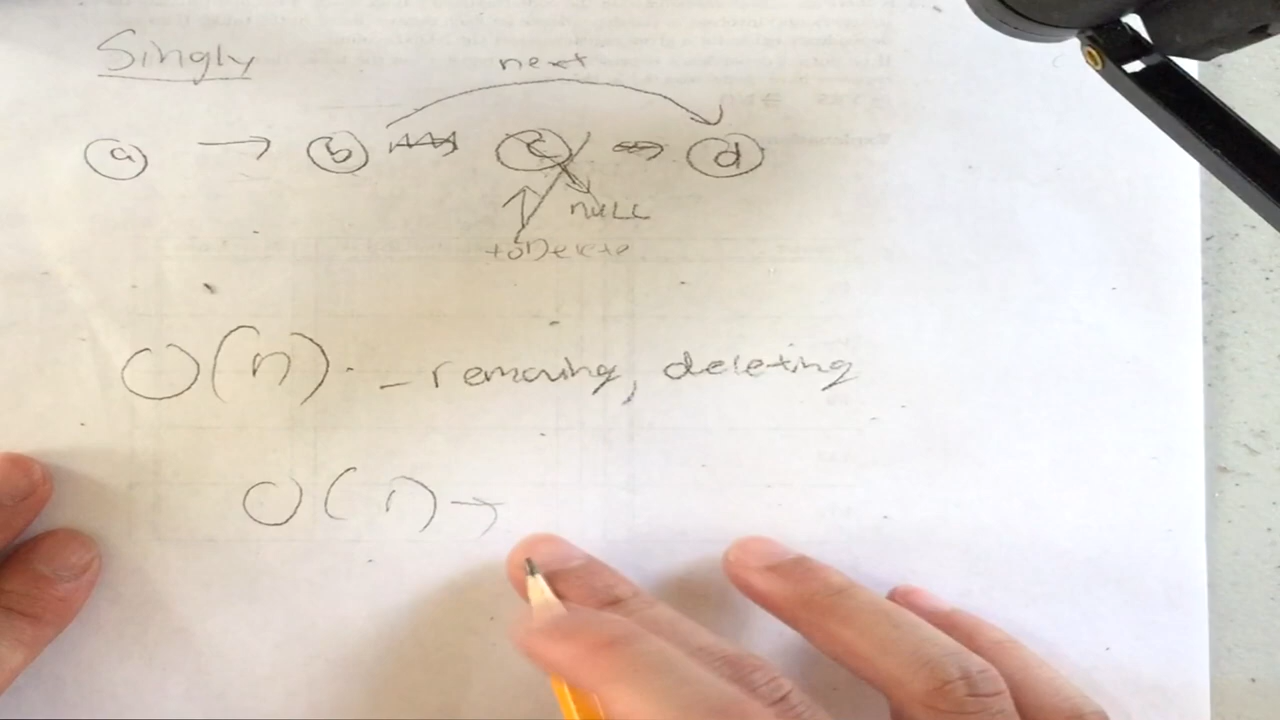 Singly
next
a → b c d
NULL
toDelete
O(n). - removing, deleting
O(1) →